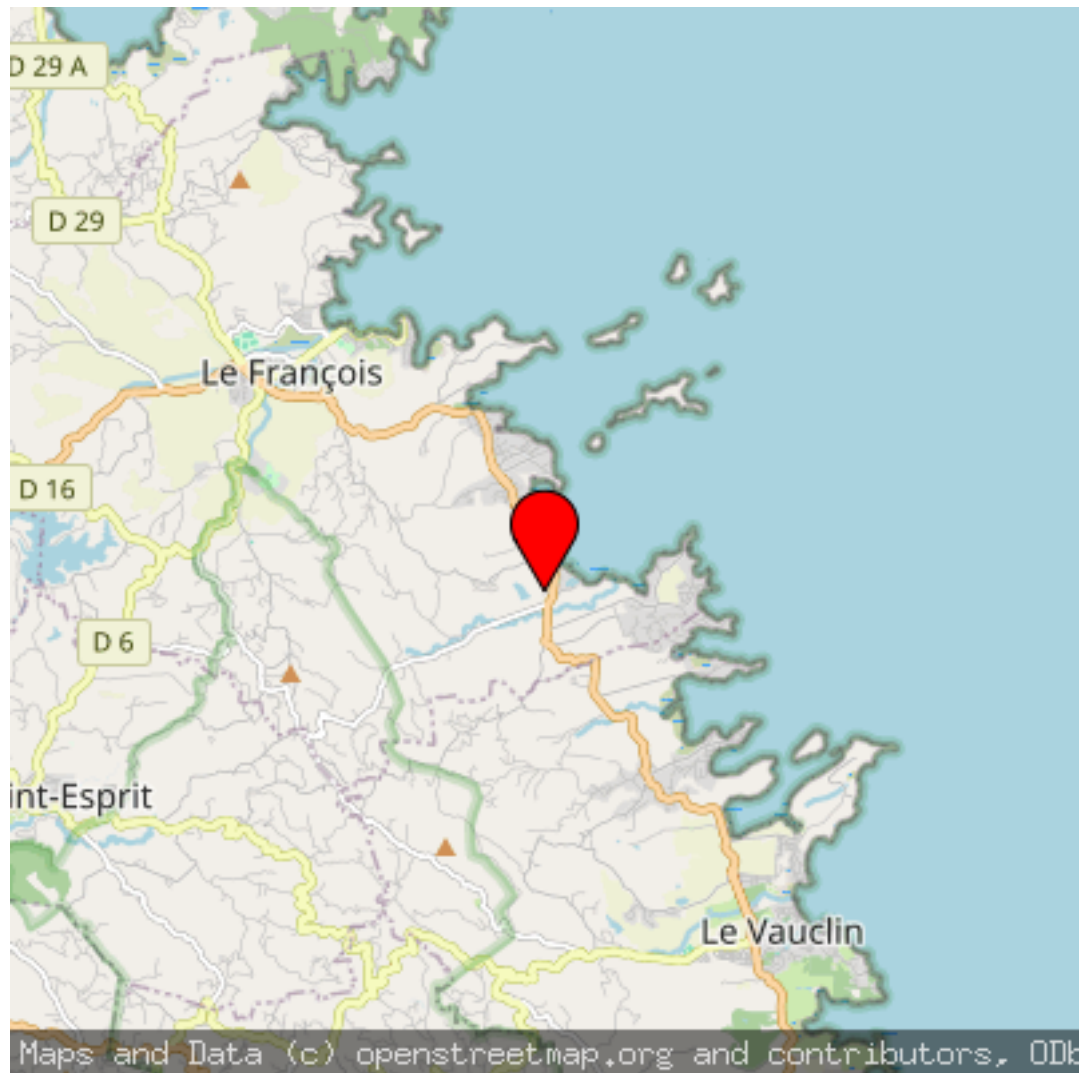 D 29 A
D 29
Le François
D 16
D 6
int-Esprit
Le Vauclin
Maps and Data (c) openstreetmap.org and contributors, ODb